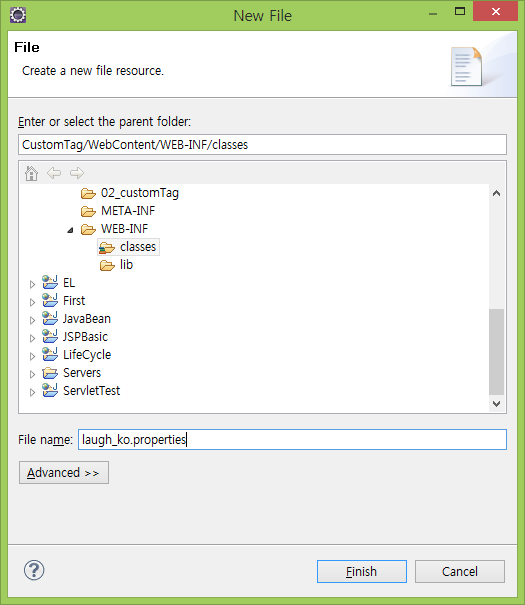 New File
File
Create a new file resource.
Enter or select the parent folder:
CustomTag/WebContent/WEB-INF/classes
02_customTag
META-INF
WEB-INF
classes
lib
EL
First
JavaBean
JSPBasic
LifeCycle
Servers
ServletTest
File name: laugh_ko.properties
Advanced >>
? Finish Cancel